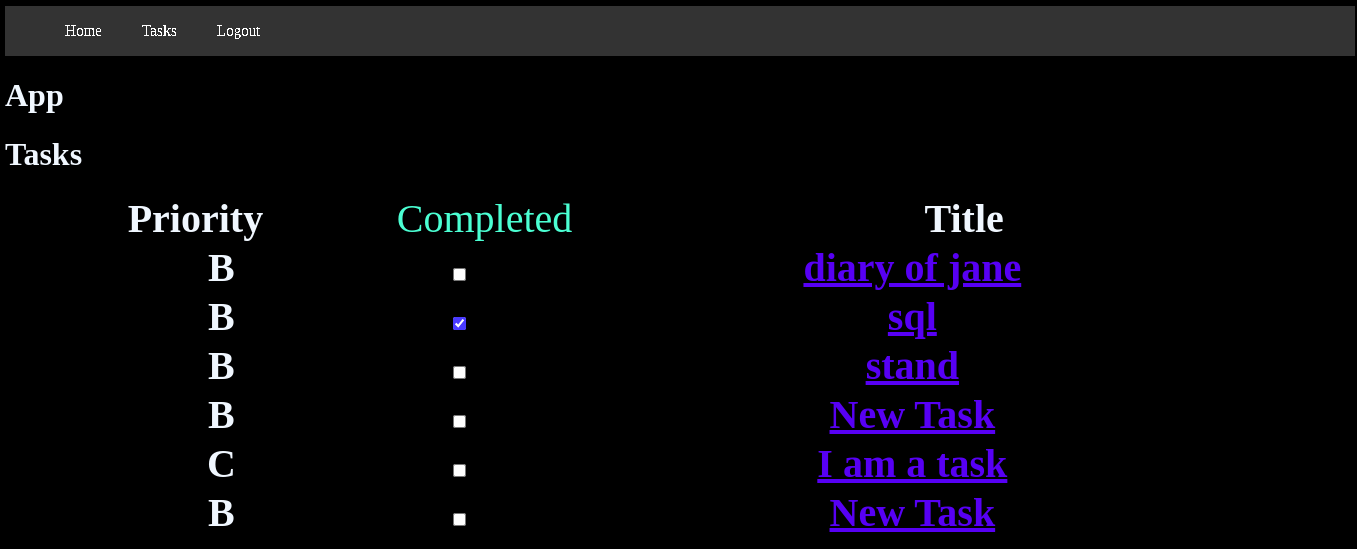 Home Tasks Logout
App
Tasks
Priority Completed Title
B diary of jane
B sql
B stand
B New Task
C I am a task
B New Task